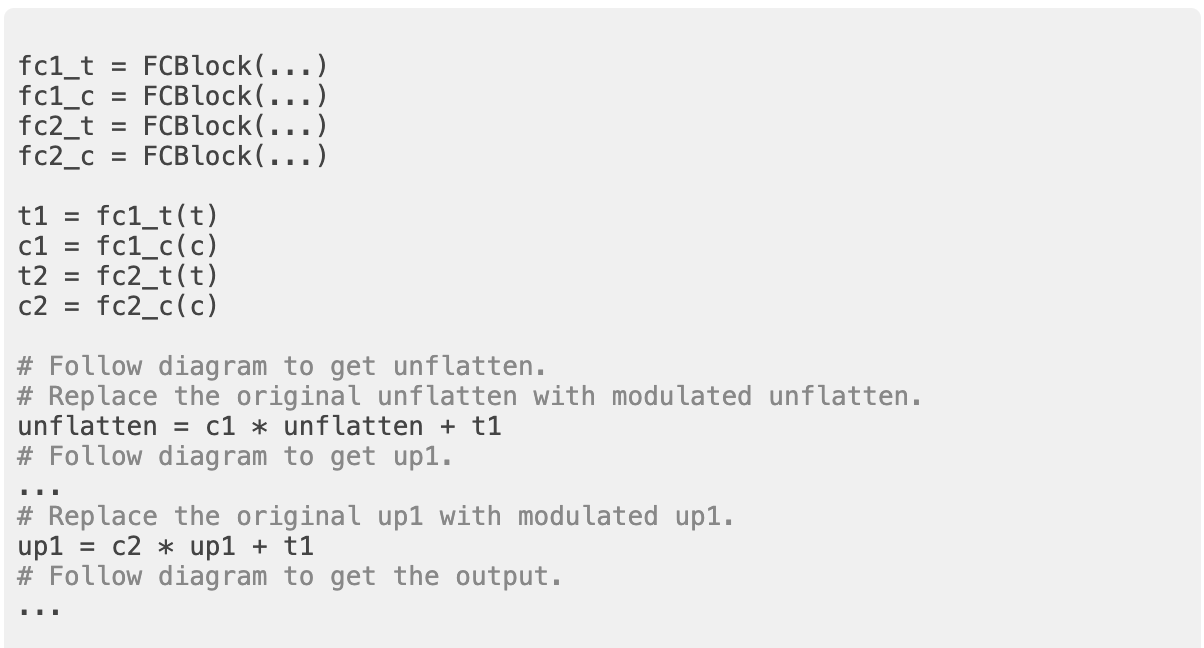 fc1_t = FCBlock(...)
fc1_c = FCBlock(...)
fc2_t = FCBlock(...)
fc2_c = FCBlock(...)
t1 = fc1_t(t)
c1 = fc1_c(c)
t2 = fc2_t(t)
c2 = fc2_c(c)
# Follow diagram to get unflatten.
# Replace the original unflatten with modulated unflatten.
unflatten = c1 * unflatten + t1
# Follow diagram to get up1.
...
# Replace the original up1 with modulated up1.
up1 = c2 * up1 + t1
# Follow diagram to get the output.
...